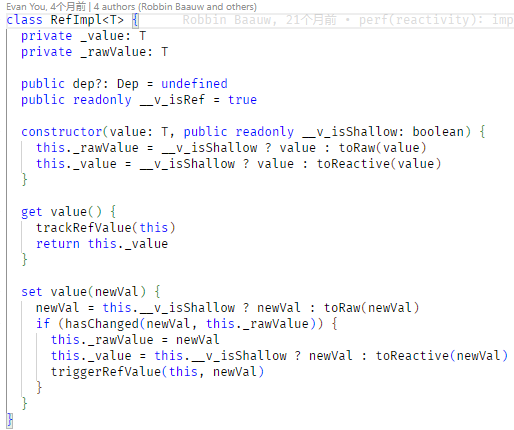 Evan You, 4个月前 | 4 authors (Robbin Baauw and others)
class RefImpl<T> { Robbin Baauw, 21个月前 • perf(reactivity): imp
  private _value: T
  private _rawValue: T

  public dep?: Dep = undefined
  public readonly __v_isRef = true

  constructor(value: T, public readonly __v_isShallow: boolean) {
    this._rawValue = __v_isShallow ? value : toRaw(value)
    this._value = __v_isShallow ? value : toReactive(value)
  }

  get value() {
    trackRefValue(this)
    return this._value
  }

  set value(newVal) {
    newVal = this.__v_isShallow ? newVal : toRaw(newVal)
    if (hasChanged(newVal, this._rawValue)) {
      this._rawValue = newVal
      this._value = this.__v_isShallow ? newVal : toReactive(newVal)
      triggerRefValue(this, newVal)
    }
  }
}